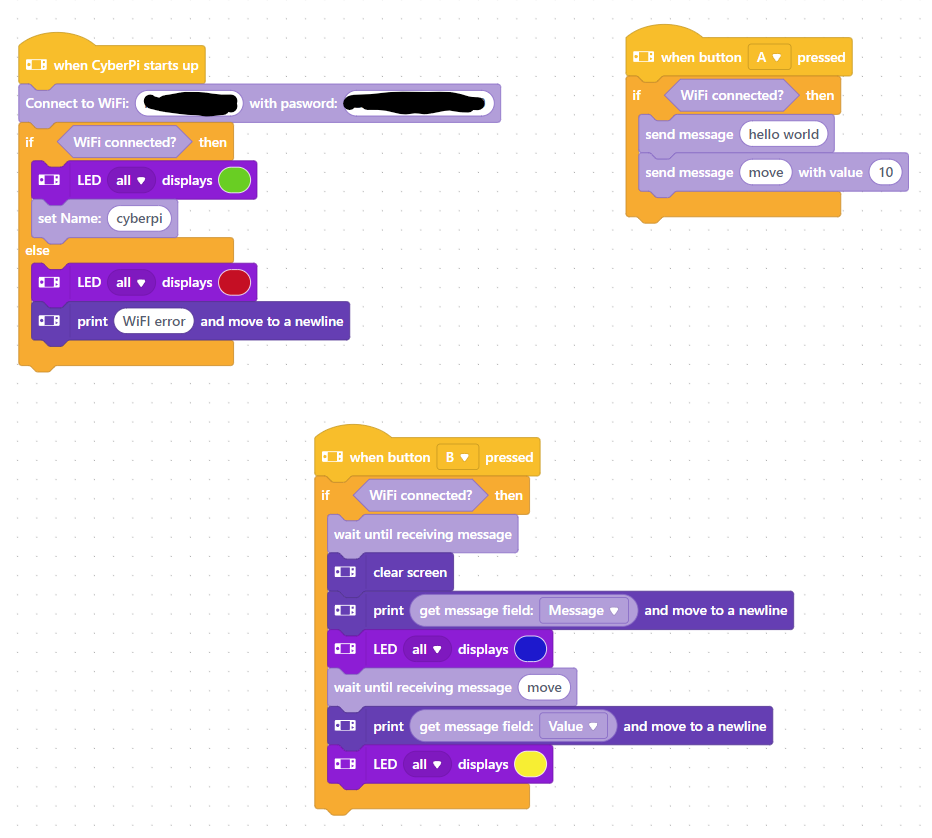 when CyberPi starts up
Connect to WiFi: with pasword:
if WiFi connected? then
LED all displays
set Name: cyberpi
else
LED all displays
print WiFI error and move to a newline
when button A pressed
if WiFi connected? then
send message hello world
send message move with value 10
when button B pressed
if WiFi connected? then
wait until receiving message
clear screen
print get message field: Message and move to a newline
LED all displays
wait until receiving message move
print get message field: Value and move to a newline
LED all displays